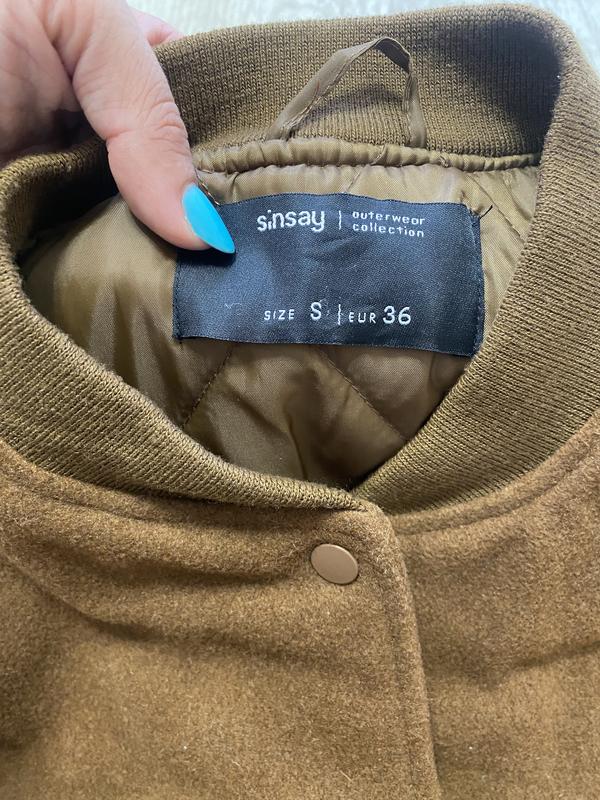 sinsay | outerwear
collection
SIZE S | EUR 36